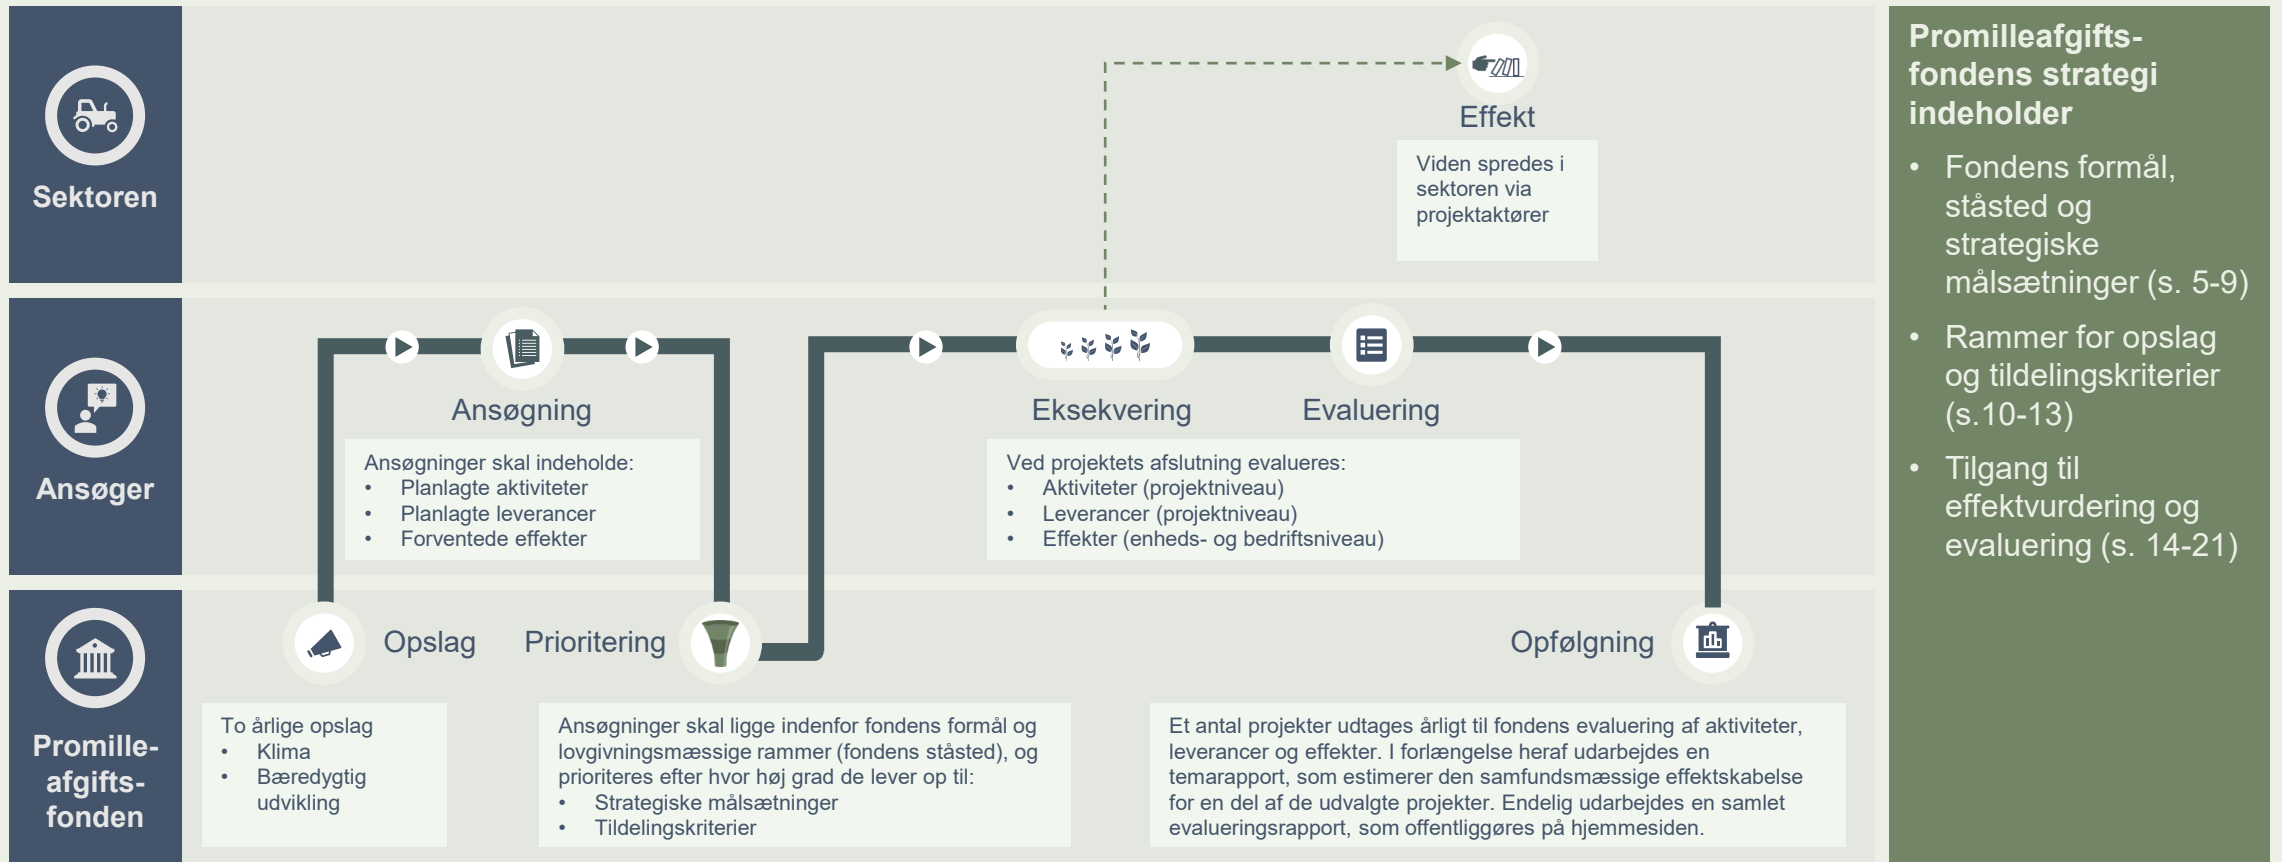 Sektoren
Effekt
Viden spredes i
sektoren via
projektaktører
Ansøger
Ansøgning
Ansøgninger skal indeholde:
• Planlagte aktiviteter
• Planlagte leverancer
• Forventede effekter
Eksekvering
Evaluering
Ved projektets afslutning evalueres:
• Aktiviteter (projektniveau)
• Leverancer (projektniveau)
• Effekter (enheds- og bedriftsniveau)
Promille-
afgifts-
fonden
Opslag
To årlige opslag
• Klima
• Bæredygtig
udvikling
Prioritering
Ansøgninger skal ligge indenfor fondens formål og
lovgivningsmæssige rammer (fondens ståsted), og
prioriteres efter hvor høj grad de lever op til:
• Strategiske målsætninger
• Tildelingskriterier
Opfølgning
Et antal projekter udtages årligt til fondens evaluering af aktiviteter,
leverancer og effekter. I forlængelse heraf udarbejdes en
temarapport, som estimerer den samfundsmæssige effektskabelse
for en del af de udvalgte projekter. Endelig udarbejdes en samlet
evalueringsrapport, som offentliggøres på hjemmesiden.
Promilleafgifts-
fondens strategi
indeholder
• Fondens formål,
ståsted og
strategiske
målsætninger (s. 5-9)
• Rammer for opslag
og tildelingskriterier
(s.10-13)
• Tilgang til
effektvurdering og
evaluering (s. 14-21)